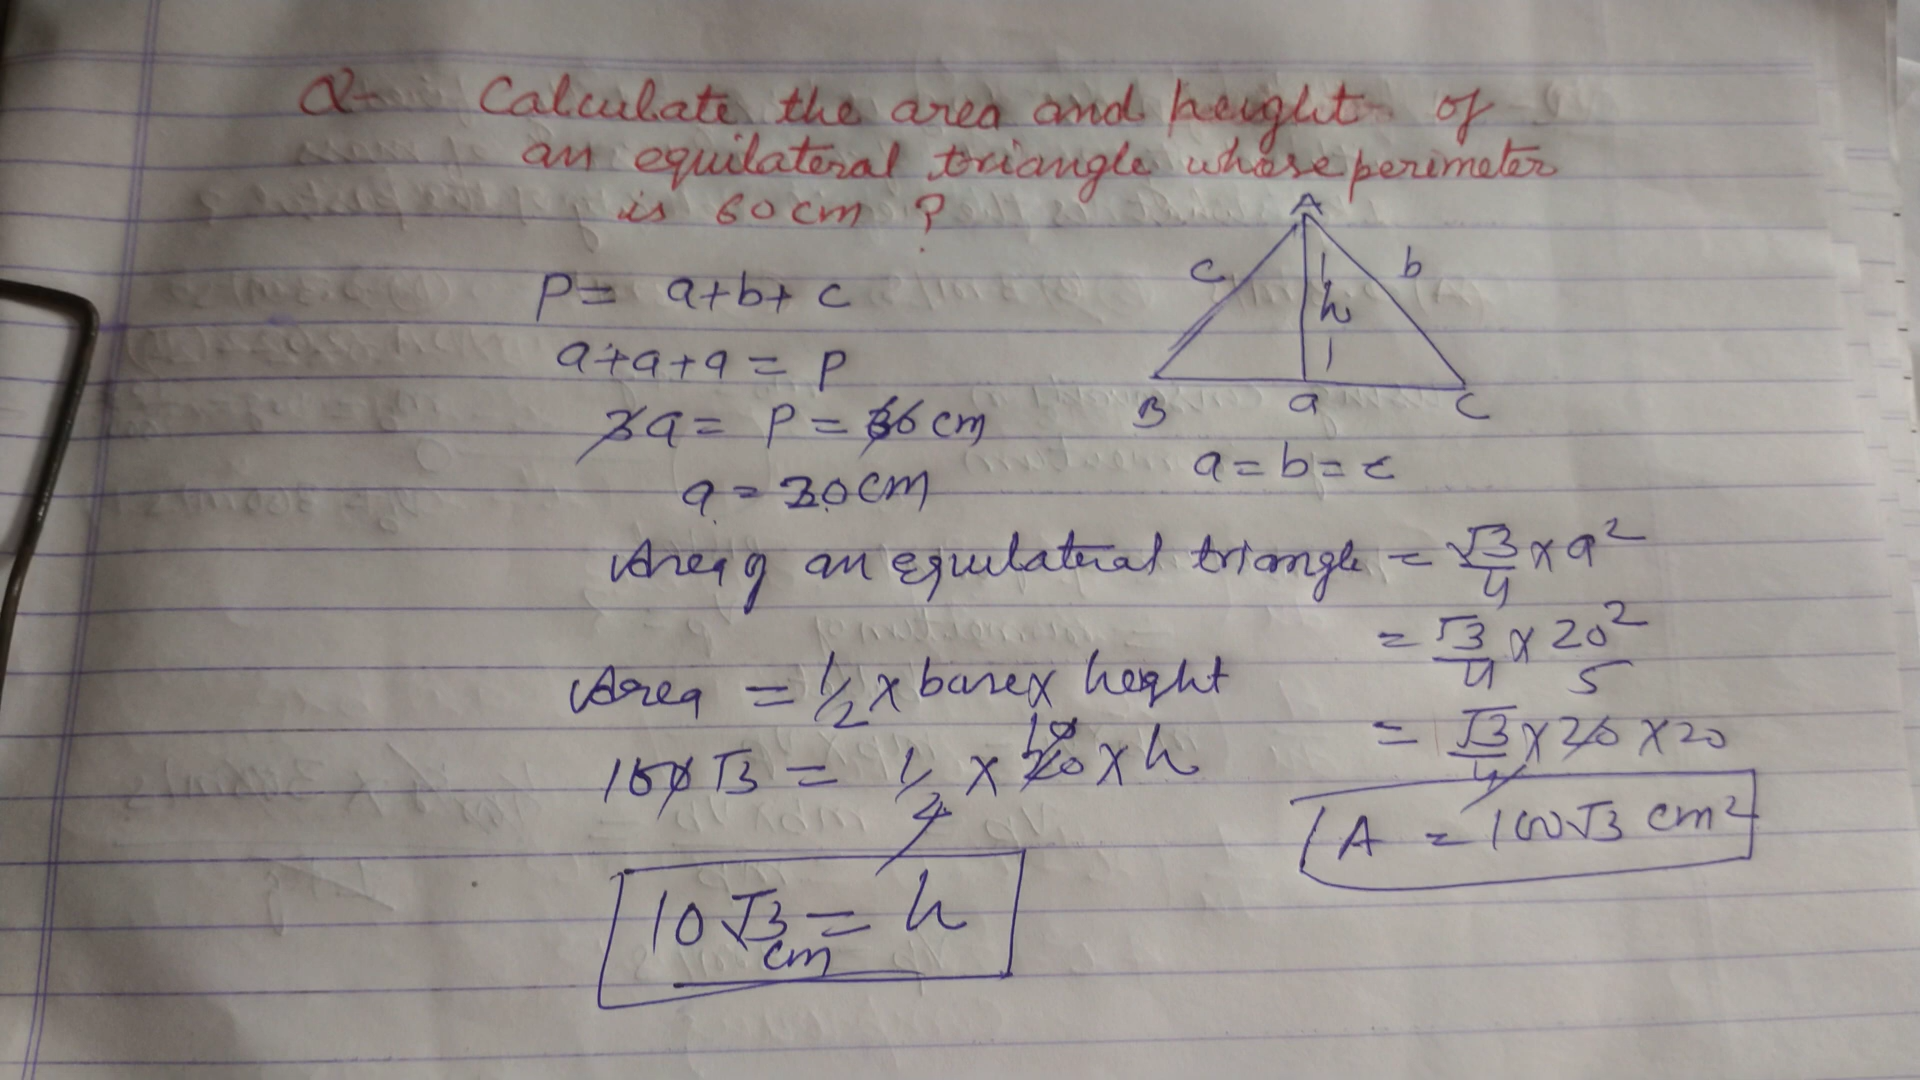 Q- Calculate the area and height of
an equilateral triangle whose perimeter
is 60 cm ?
A
c
b
h
B
a
C
a = b = c
P = a+b+c
a+a+a = P
3a = P = 60 cm
a = 20 cm
Area of an equilateral triangle = √3/4 × a²
= √3/4 × 20²
5
= √3/4 × 20 × 20
A = 100√3 cm²
Area = 1/2 × base × height
100√3 = 1/2 × 20 × h
10
10√3 = h
cm